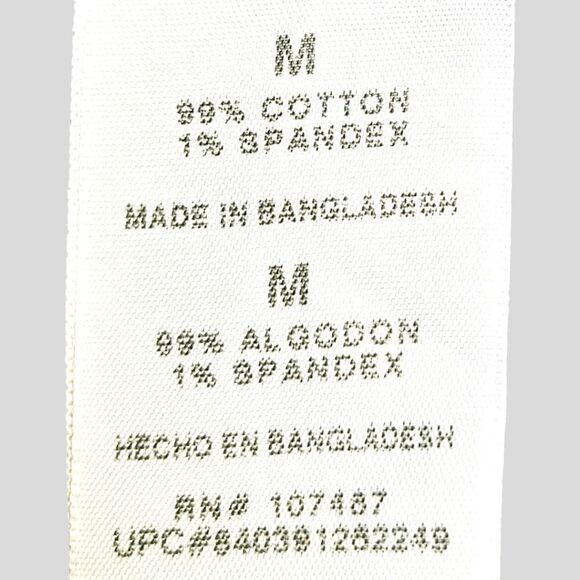 M
99% COTTON
1% SPANDEX
MADE IN BANGLADESH
M
99% ALGODON
1% SPANDEX
HECHO EN BANGLADESH
RN# 107487
UPC#840391282249